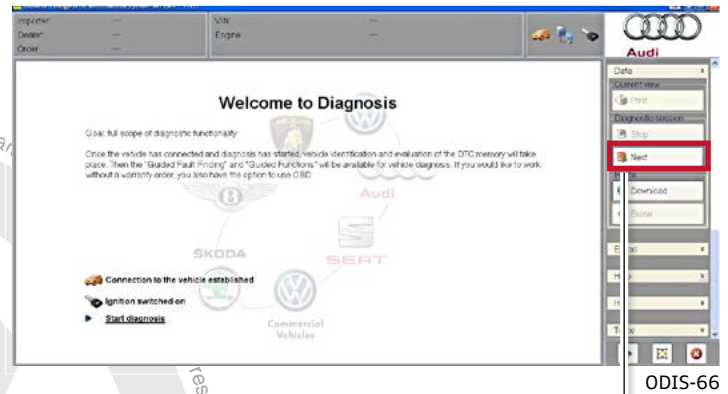 Importer: — VIN: —
Dealer: — Engine: —
Order: —
Audi
Data
Current view
Print
Welcome to Diagnosis
Diagnostic session
Stop
Goal: full scope of diagnostic functionality
Next
Once the vehicle has connected and diagnosis has started, vehicle identification and evaluation of the DTC memory will take
place. Then the "Guided Fault Finding" and "Guided Functions" will be available for vehicle diagnosis. If you would like to work
without a warranty order, you also have the option to use OBD.
Download
Audi
ŠKODA
SEAT
Connection to the vehicle established
Ignition switched on
Start diagnosis
Commercial
Vehicles
ODIS-66